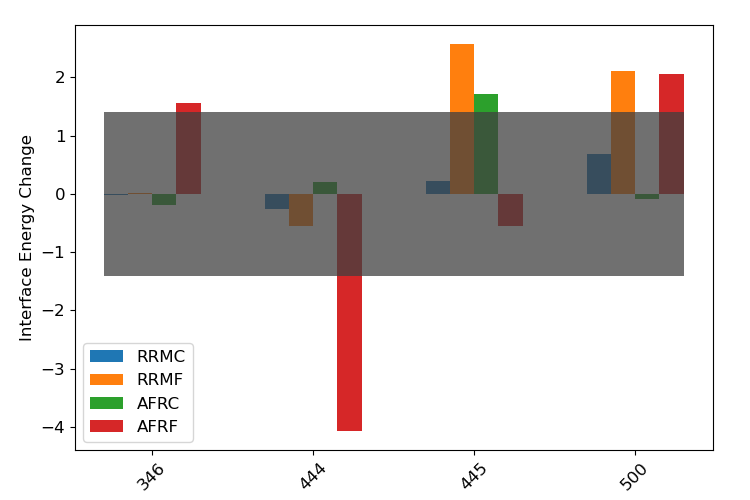 Interface Energy Change
2
1
0
−1
−2
−3
−4
RRMC
RRMF
AFRC
AFRF
346
444
445
500